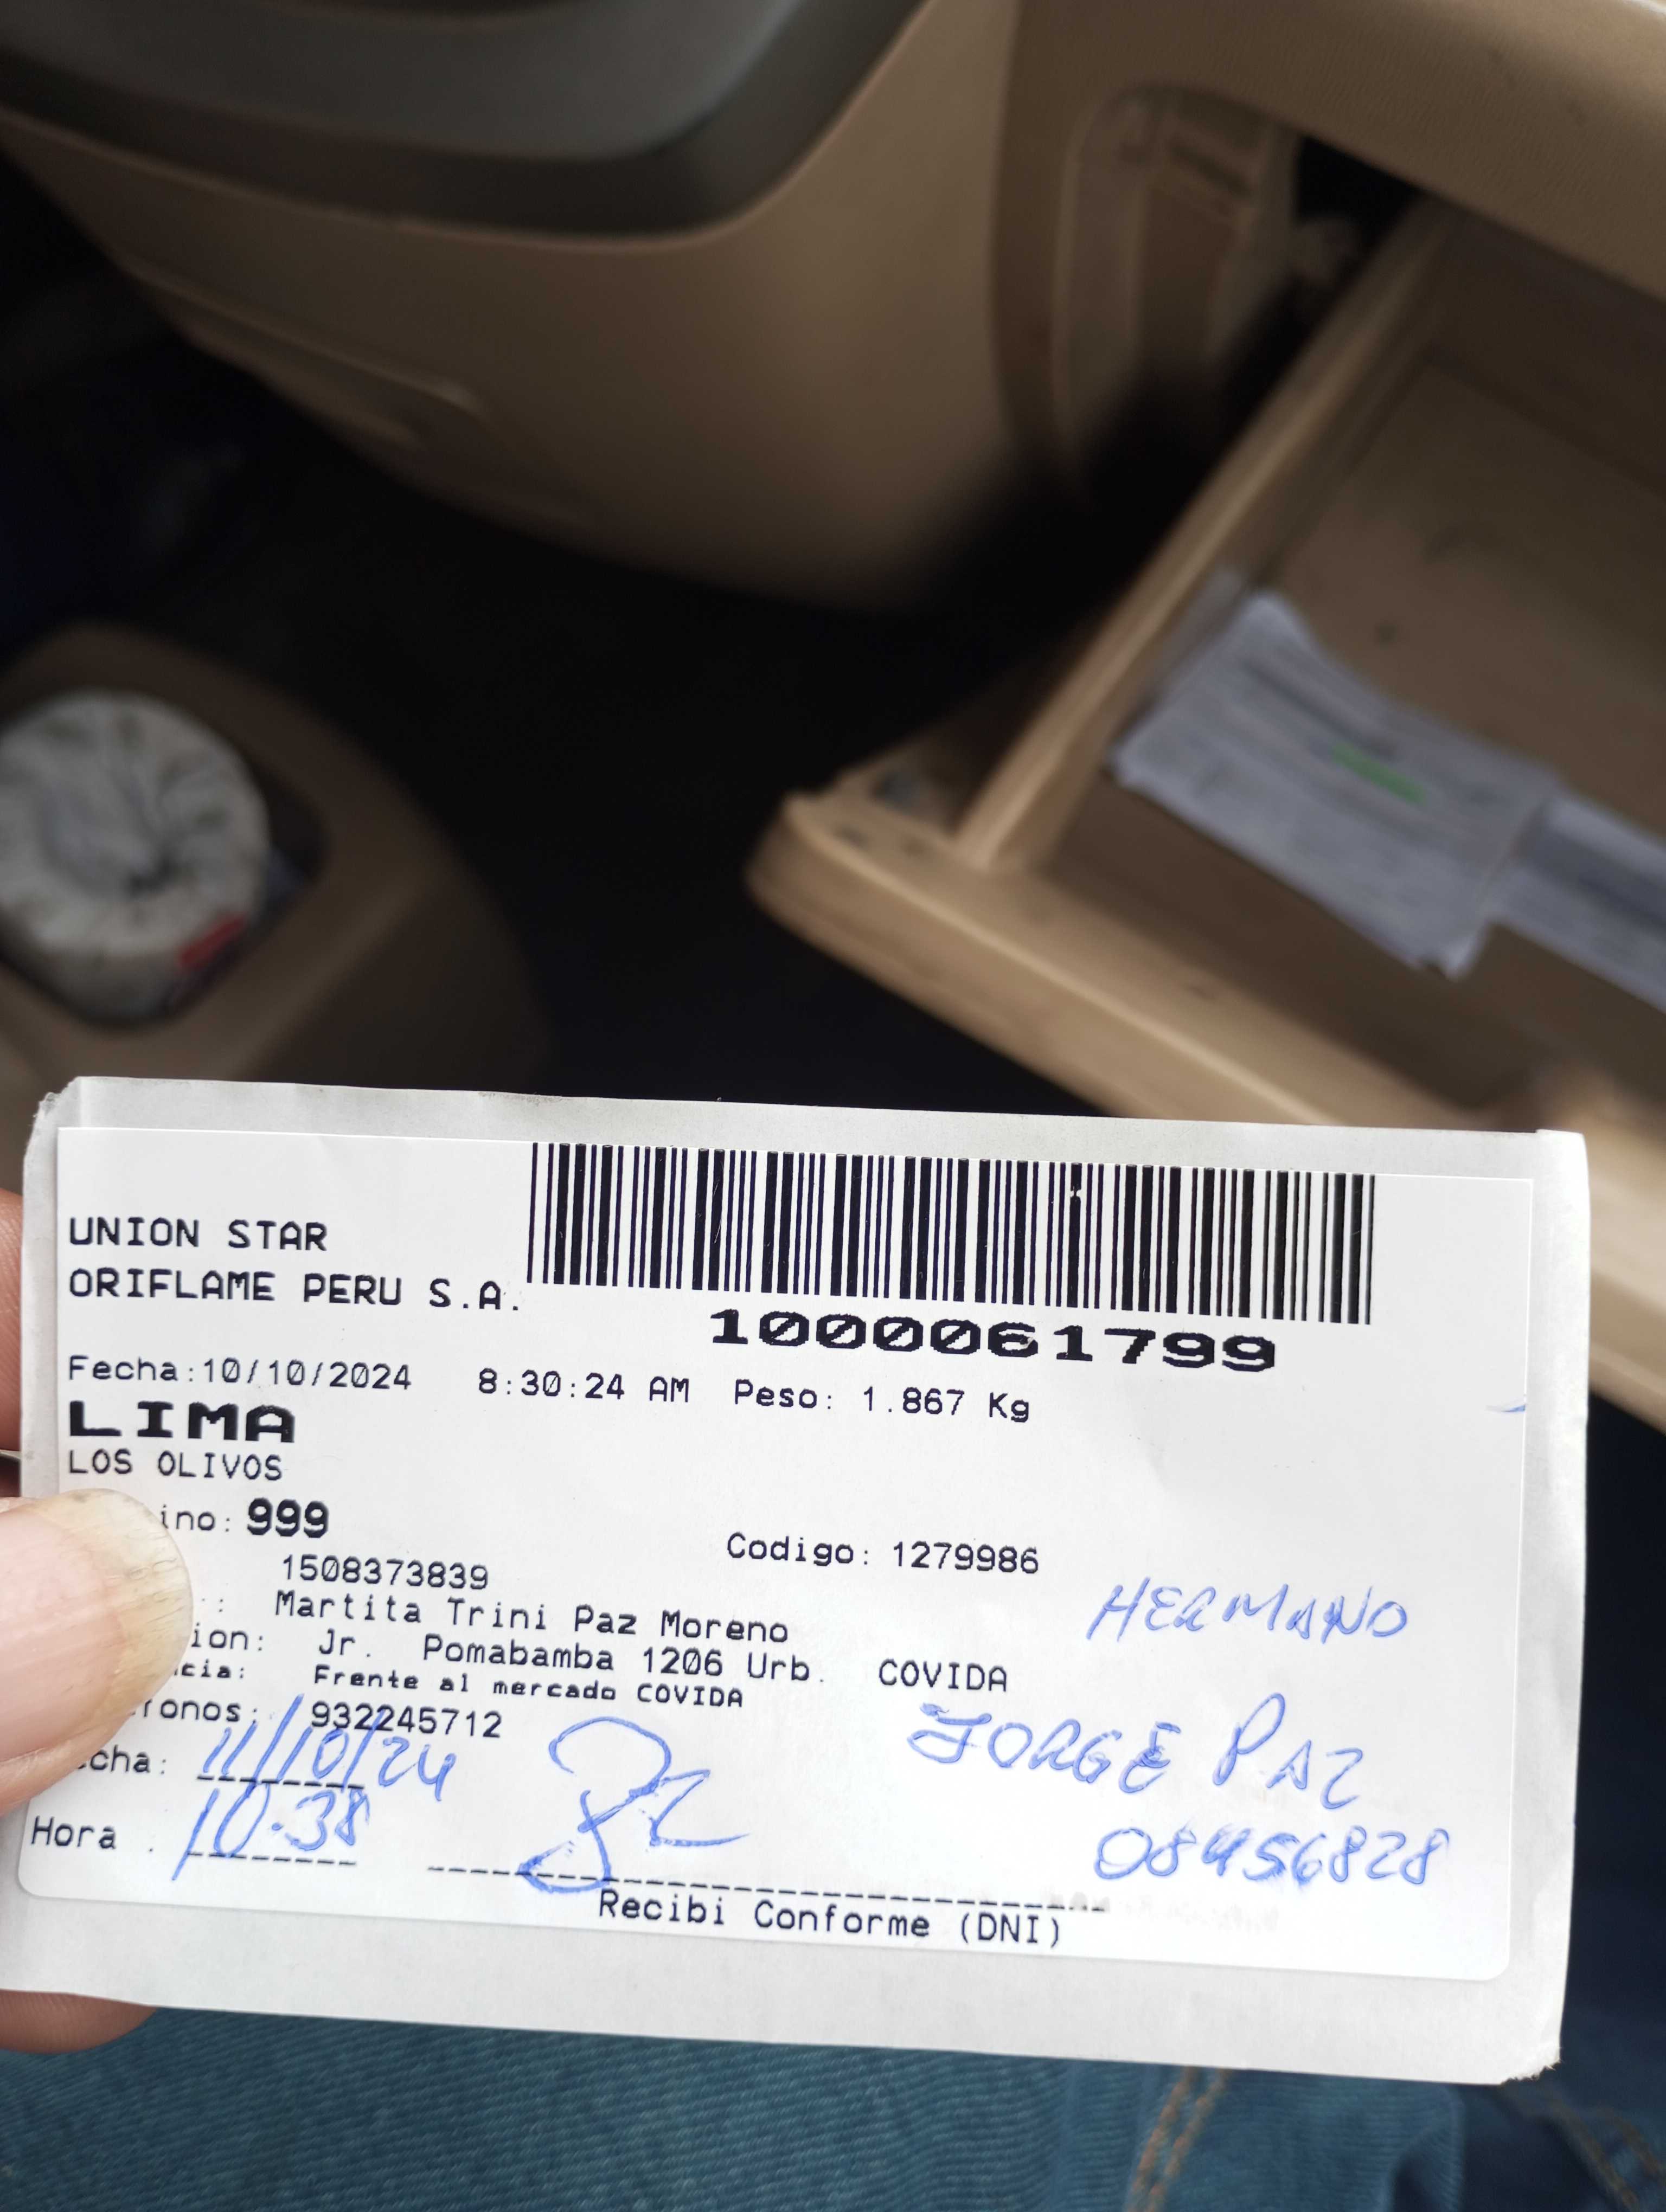 UNION STAR
ORIFLAME PERU S.A.
1000061799
Fecha:10/10/2024 8:30:24 AM Peso: 1.867 Kg
LIMA
LOS OLIVOS
ino: 999
Codigo: 1279986
1508373839
: Martita Trini Paz Moreno
HERMANO
ion: Jr. Pomabamba 1206 Urb. COVIDA
cia: Frente al mercado COVIDA
fonos: 932245712
JORGE PAZ
cha: 11/10/24
Hora . 10.38
08456828
Recibi Conforme (DNI)